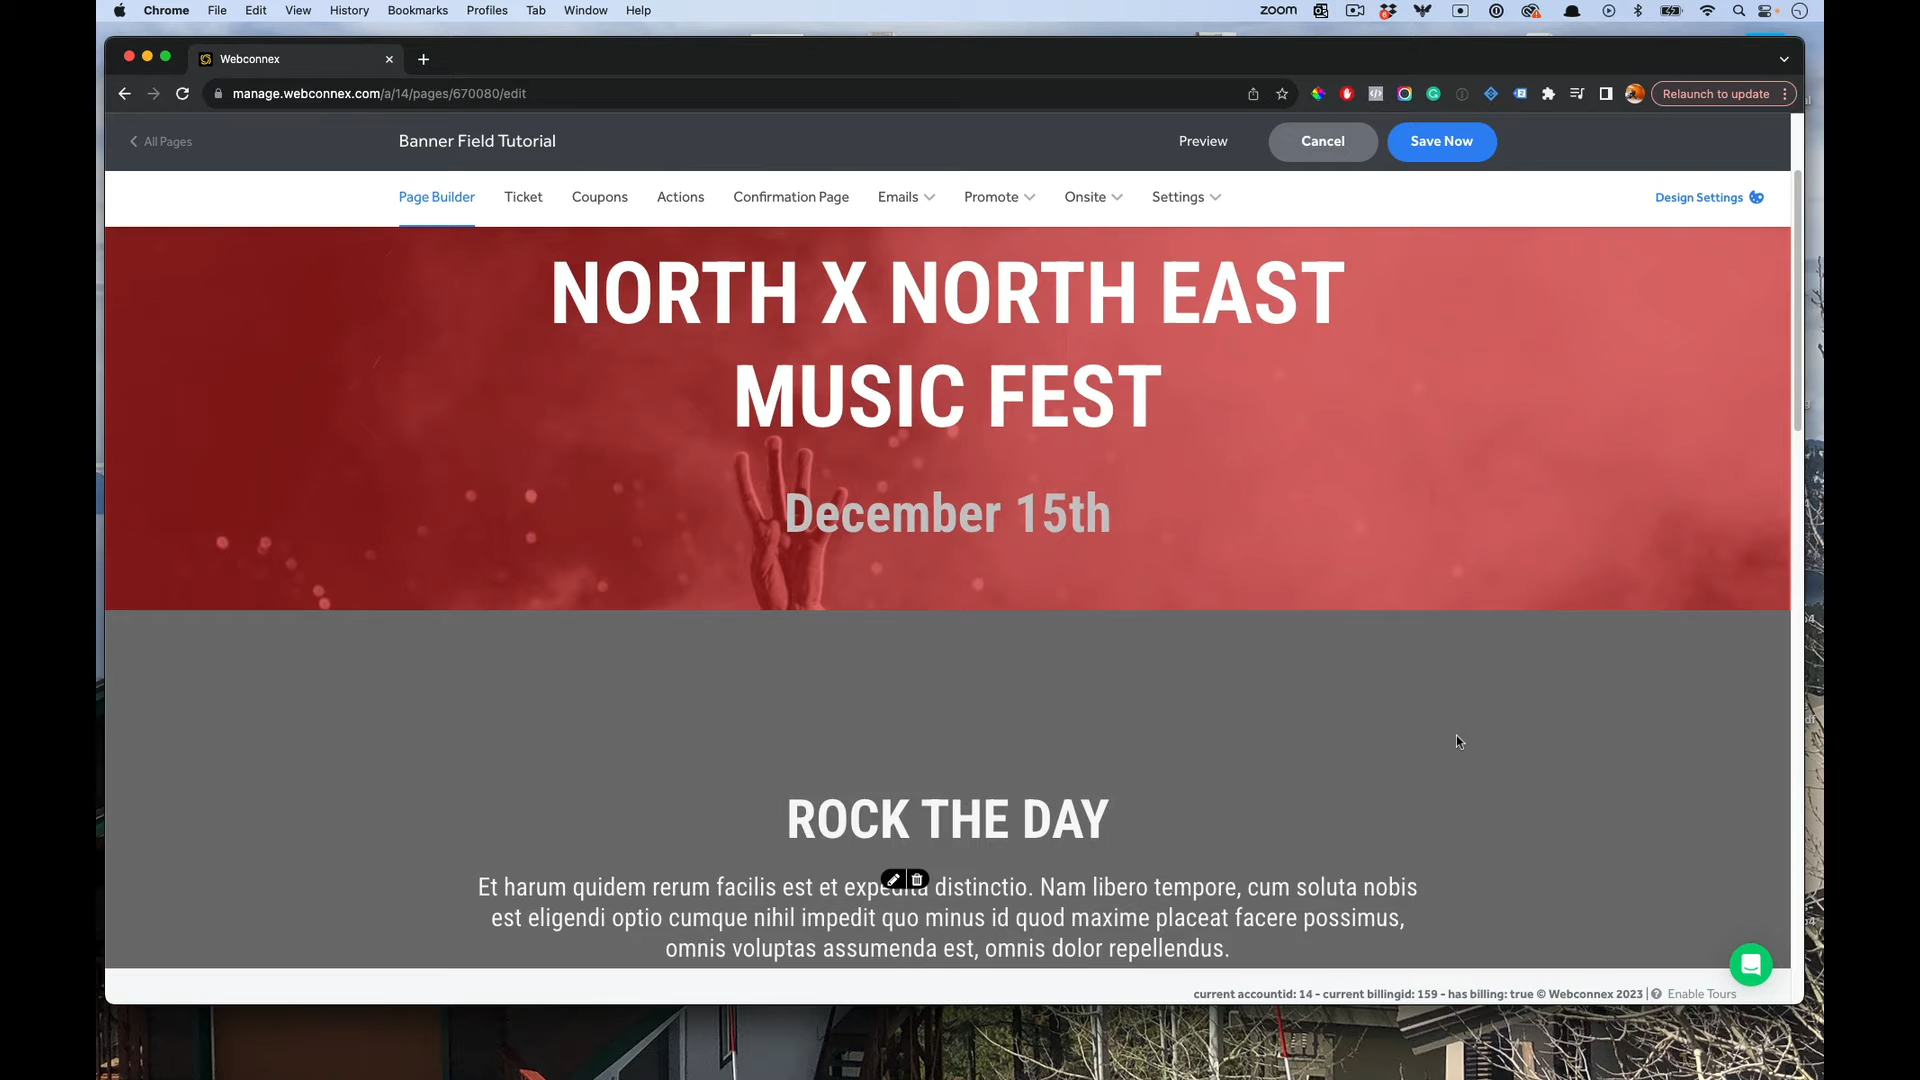 Chrome File Edit View History Bookmarks Profiles Tab Window Help zoom
Webconnex
manage.webconnex.com/a/14/pages/670080/edit Relaunch to update
All Pages Banner Field Tutorial Preview Cancel Save Now
Page Builder Ticket Coupons Actions Confirmation Page Emails Promote Onsite Settings Design Settings
NORTH X NORTH EAST
MUSIC FEST
December 15th
ROCK THE DAY
Et harum quidem rerum facilis est et expedita distinctio. Nam libero tempore, cum soluta nobis
est eligendi optio cumque nihil impedit quo minus id quod maxime placeat facere possimus,
omnis voluptas assumenda est, omnis dolor repellendus.
current accountid: 14 - current billingid: 159 - has billing: true © Webconnex 2023 | Enable Tours